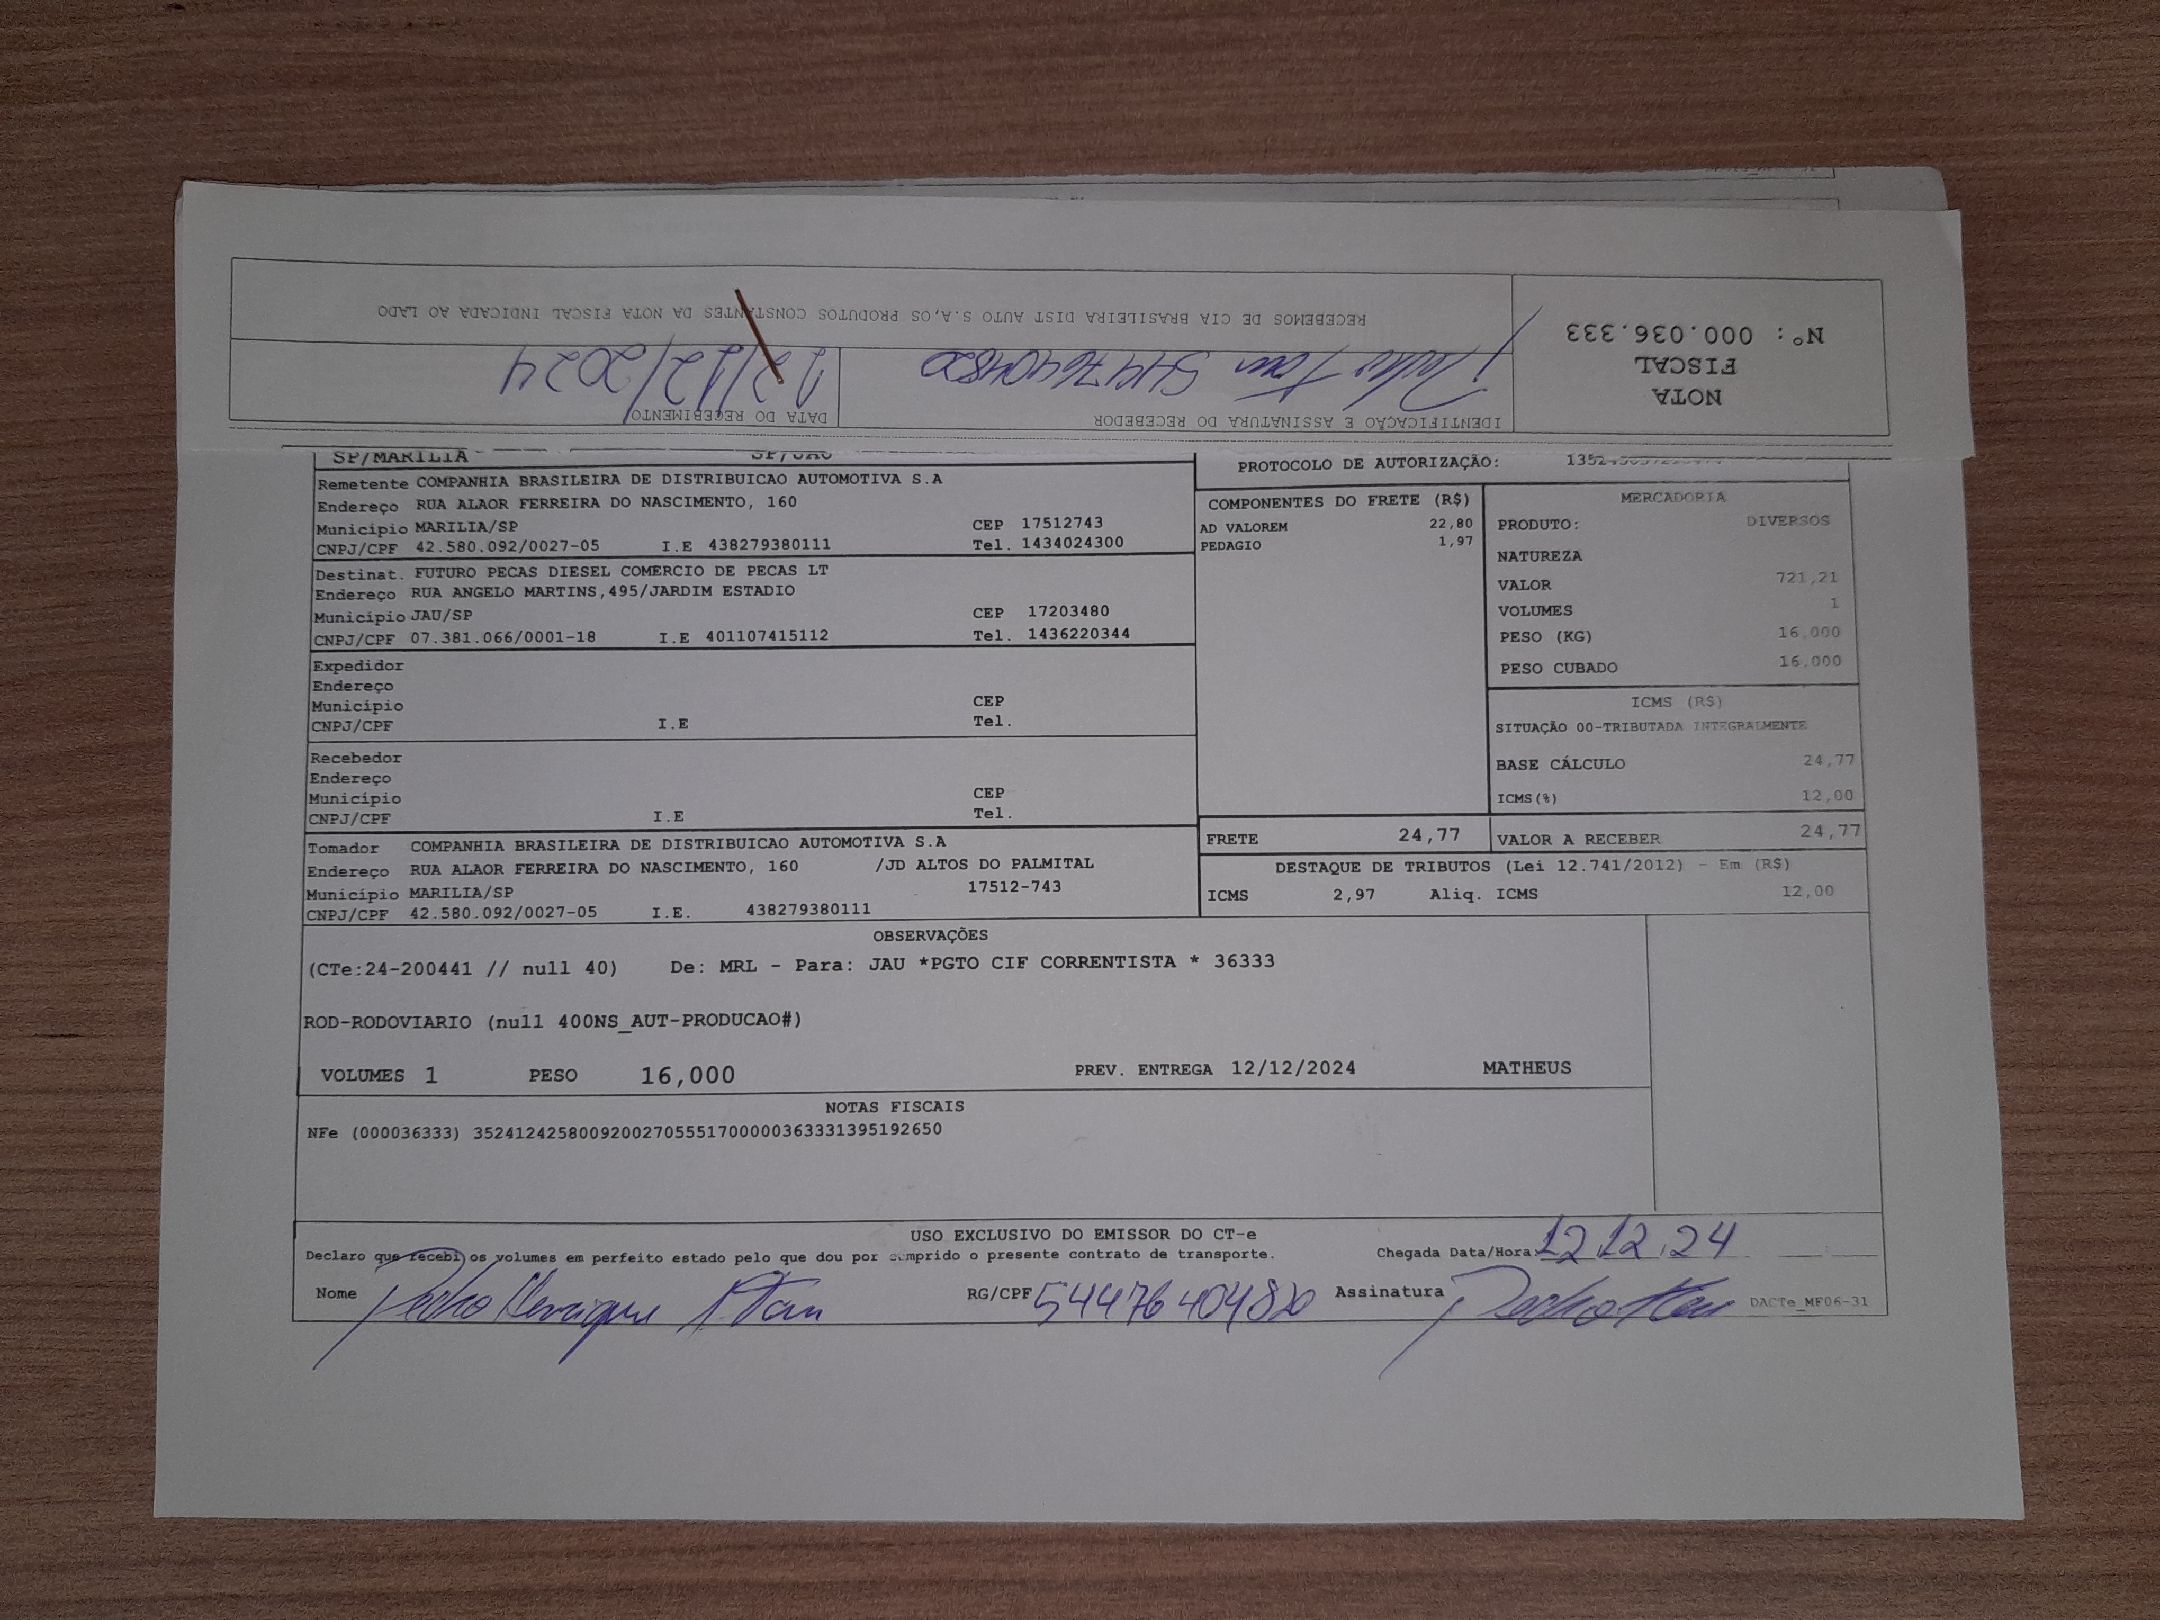 Nº: 000.036.333
NOTA
FISCAL
RECEBEMOS DE CIA BRASILEIRA DIST AUTO S.A,OS PRODUTOS CONSTANTES DA NOTA FISCAL INDICADA AO LADO
IDENTIFICAÇÃO E ASSINATURA DO RECEBEDOR
54476404820
DATA DO RECEBIMENTO
12/12/2024
SP/MARILIA SP/JAU
PROTOCOLO DE AUTORIZAÇÃO:
Remetente COMPANHIA BRASILEIRA DE DISTRIBUICAO AUTOMOTIVA S.A
Endereço RUA ALAOR FERREIRA DO NASCIMENTO, 160
Município MARILIA/SP CEP 17512743
CNPJ/CPF 42.580.092/0027-05 I.E 438279380111 Tel. 1434024300
Destinat. FUTURO PECAS DIESEL COMERCIO DE PECAS LT
Endereço RUA ANGELO MARTINS,495/JARDIM ESTADIO
Município JAU/SP CEP 17203480
CNPJ/CPF 07.381.066/0001-18 I.E 401107415112 Tel. 1436220344
Expedidor
Endereço
Município CEP
CNPJ/CPF I.E Tel.
Recebedor
Endereço
Município CEP
CNPJ/CPF I.E Tel.
Tomador COMPANHIA BRASILEIRA DE DISTRIBUICAO AUTOMOTIVA S.A
Endereço RUA ALAOR FERREIRA DO NASCIMENTO, 160 /JD ALTOS DO PALMITAL
Município MARILIA/SP 17512-743
CNPJ/CPF 42.580.092/0027-05 I.E. 438279380111
COMPONENTES DO FRETE (R$)
AD VALOREM 22,80
PEDAGIO 1,97
MERCADORIA
PRODUTO: DIVERSOS
NATUREZA
VALOR 721,21
VOLUMES 1
PESO (KG) 16,000
PESO CUBADO 16,000
ICMS (R$)
SITUAÇÃO 00-TRIBUTADA INTEGRALMENTE
BASE CÁLCULO 24,77
ICMS(%) 12,00
FRETE 24,77 VALOR A RECEBER 24,77
DESTAQUE DE TRIBUTOS (Lei 12.741/2012) - Em (R$)
ICMS 2,97 Aliq. ICMS 12,00
OBSERVAÇÕES
(CTe:24-200441 // null 40) De: MRL - Para: JAU *PGTO CIF CORRENTISTA * 36333
ROD-RODOVIARIO (null 400NS_AUT-PRODUCAO#)
VOLUMES 1 PESO 16,000 PREV. ENTREGA 12/12/2024 MATHEUS
NOTAS FISCAIS
NFe (000036333) 35241242580092002705551700000363331395192650
USO EXCLUSIVO DO EMISSOR DO CT-e
Declaro que recebi os volumes em perfeito estado pelo que dou por cumprido o presente contrato de transporte. Chegada Data/Hora: 12.12.24
Nome Pedro Henrique RG/CPF 54476404820 Assinatura DACTe_MF06-31